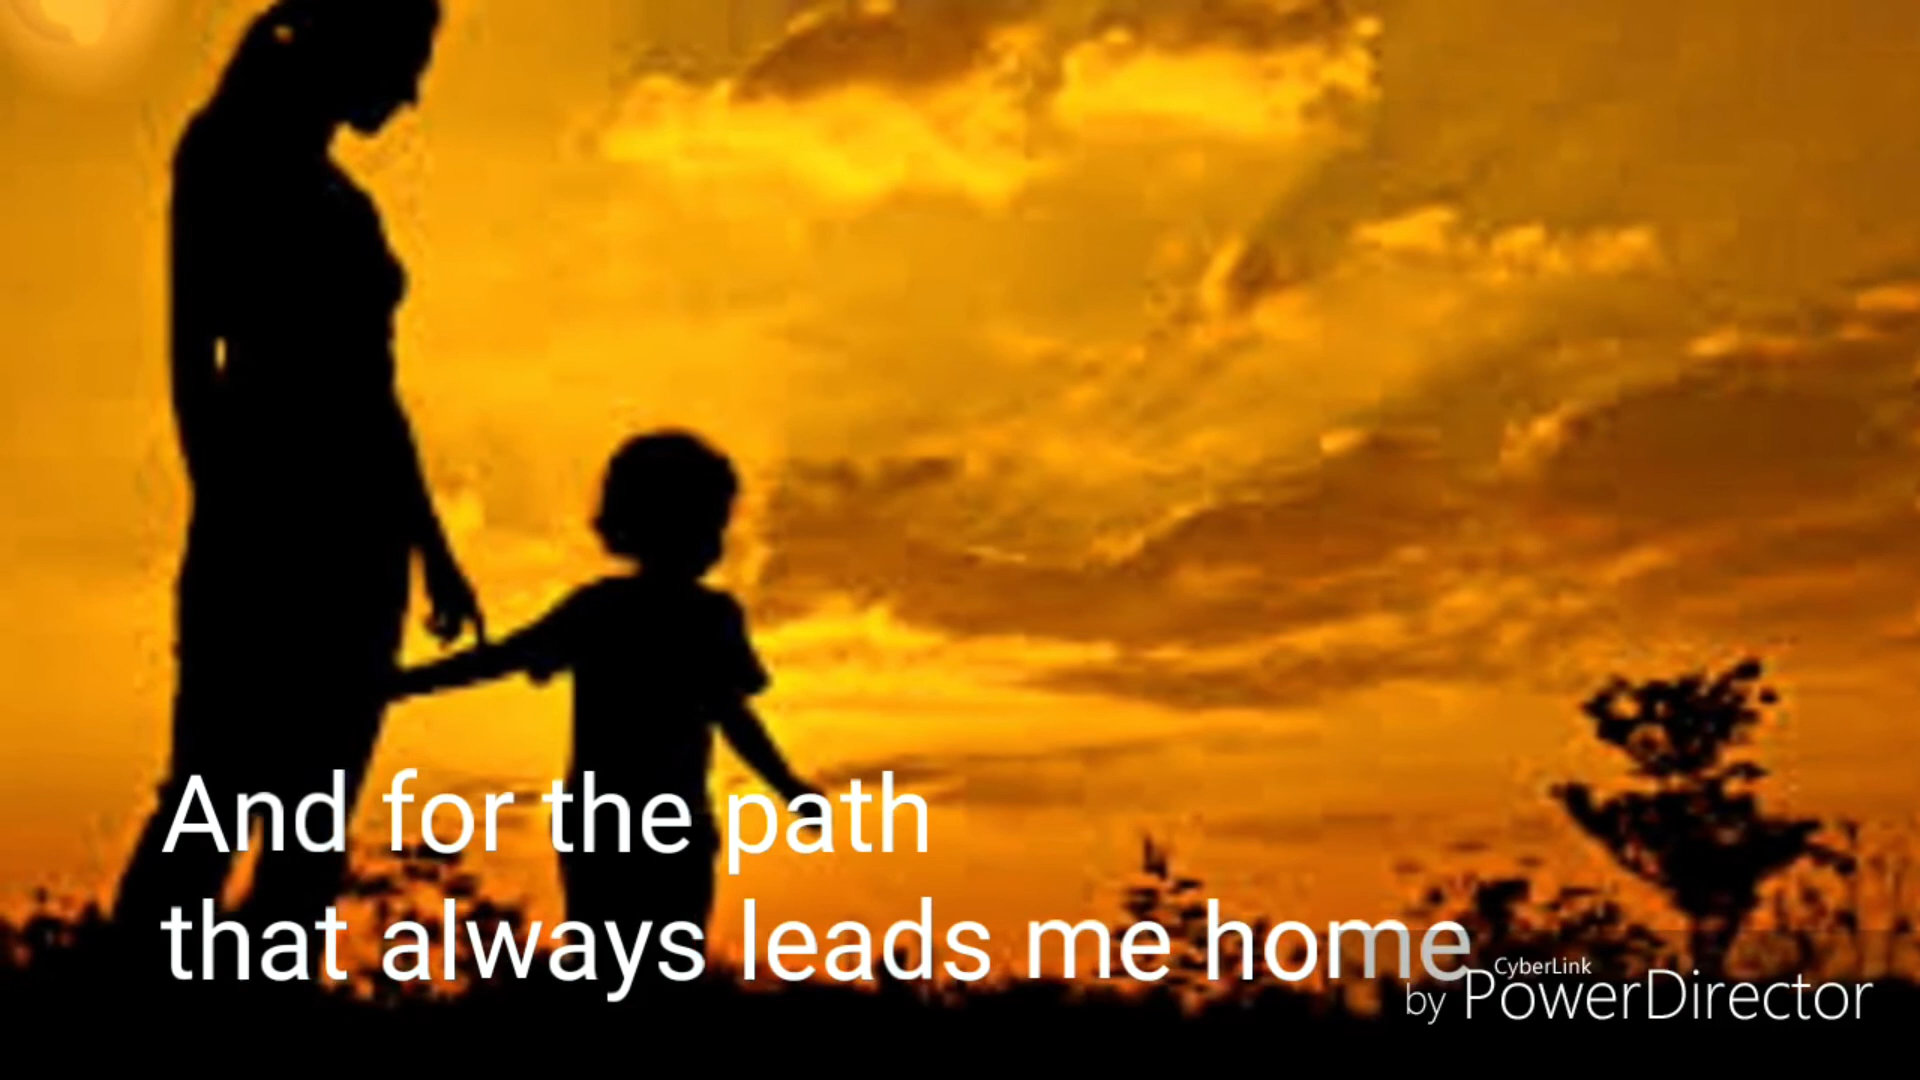 And for the path
that always leads me home
CyberLink
by PowerDirector